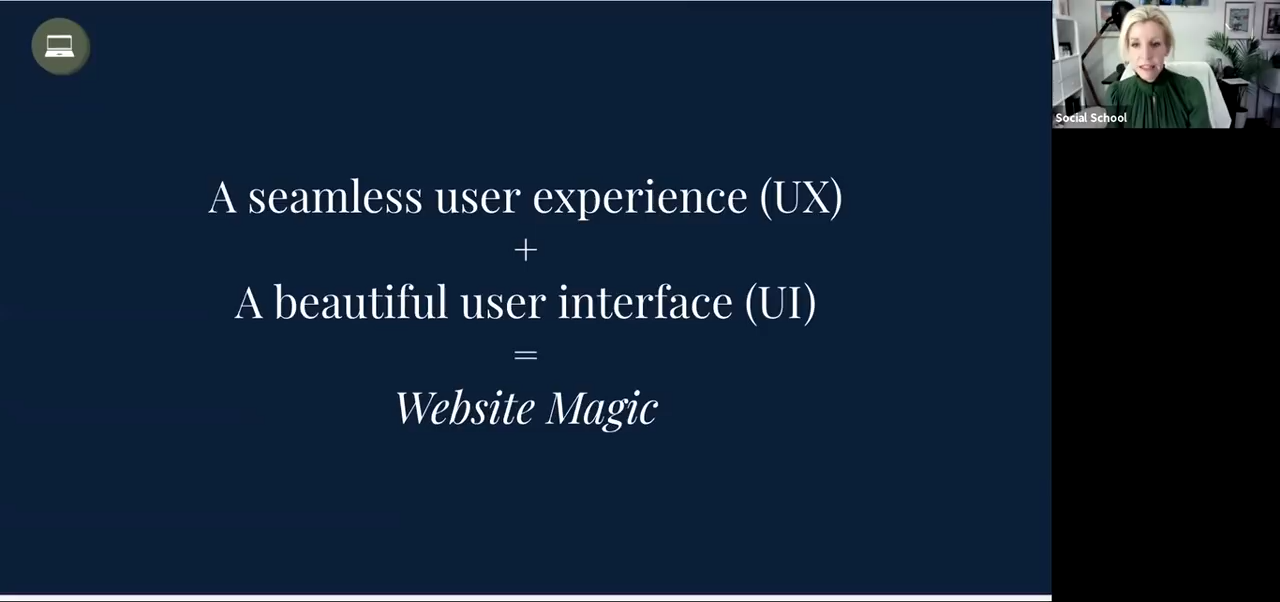 A seamless user experience (UX)
+
A beautiful user interface (UI)
=
Website Magic
Social School